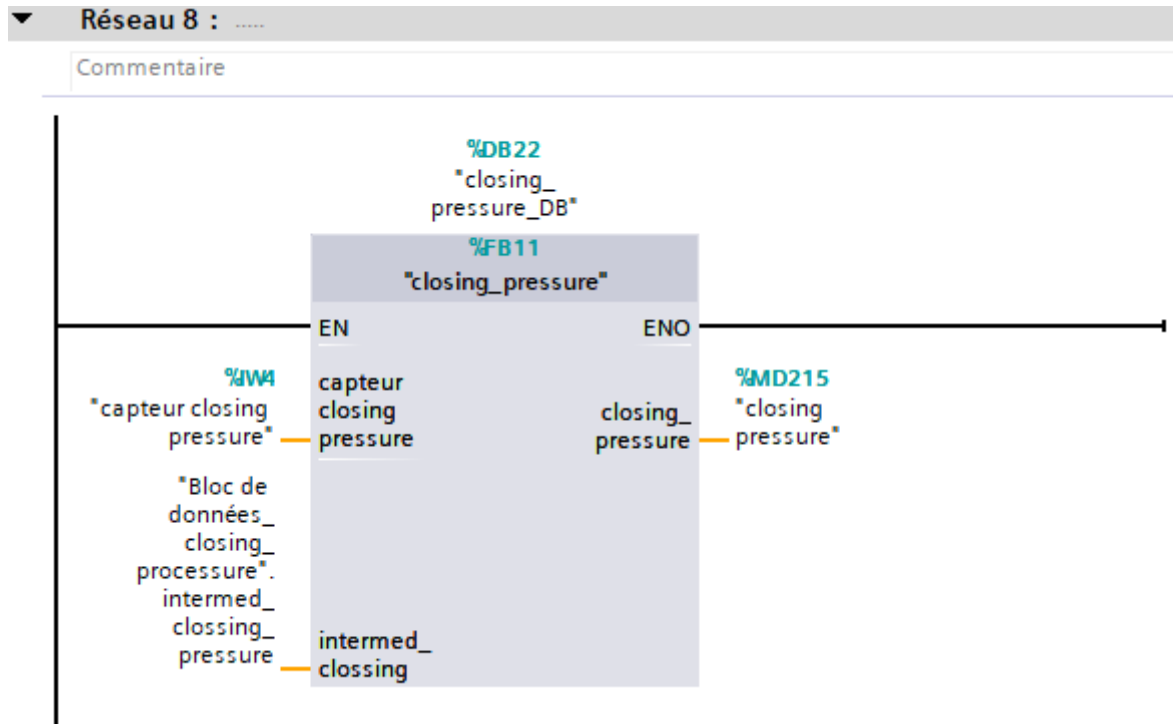 Réseau 8 : .....
Commentaire
%DB22
"closing_
pressure_DB"
%FB11
"closing_pressure"
EN
ENO
%IW4
"capteur closing
pressure"
capteur
closing
pressure
closing_
pressure
%MD215
"closing
pressure"
"Bloc de
données_
closing_
processure".
intermed_
clossing_
pressure
intermed_
clossing